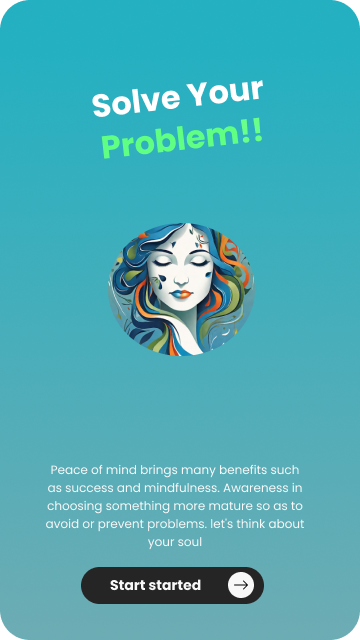 Solve Your
Problem!!
Peace of mind brings many benefits such
as success and mindfulness. Awareness in
choosing something more mature so as to
avoid or prevent problems. let's think about
your soul
Start started